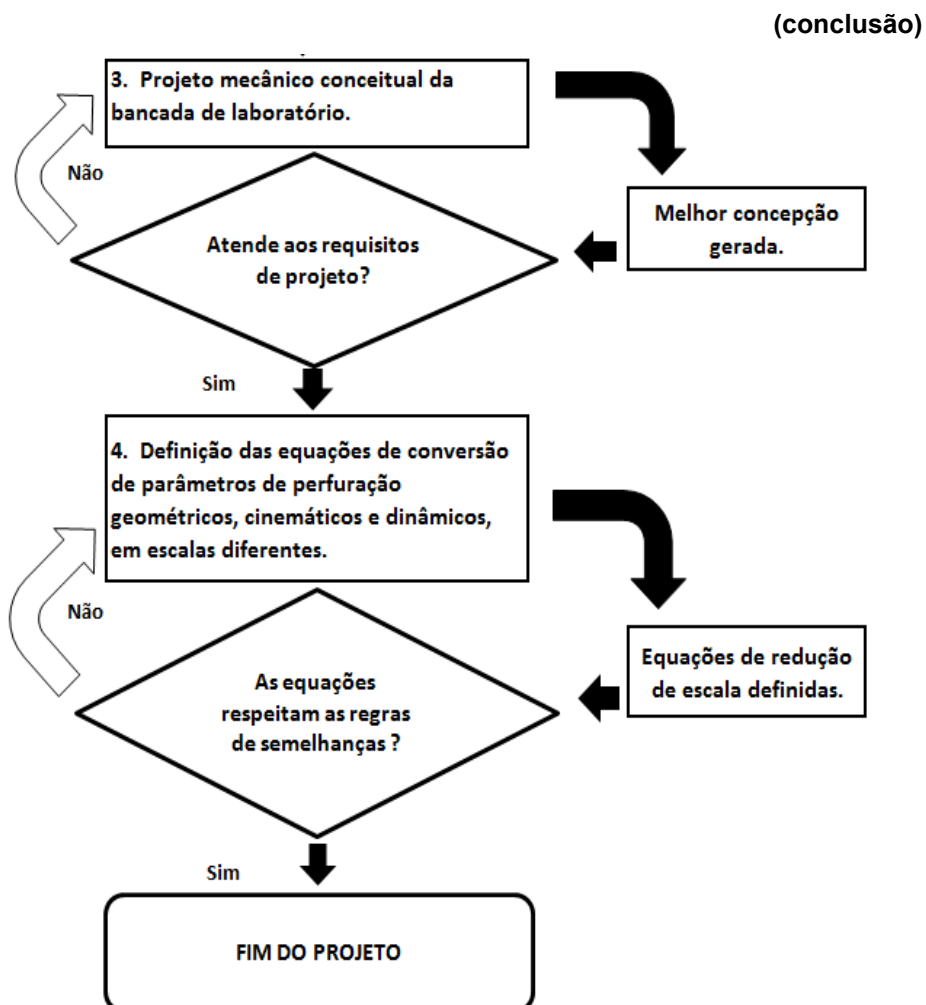 (conclusão)
3. Projeto mecânico conceitual da
bancada de laboratório.
Não
Atende aos requisitos
de projeto?
Melhor concepção
gerada.
Sim
4. Definição das equações de conversão
de parâmetros de perfuração
geométricos, cinemáticos e dinâmicos,
em escalas diferentes.
Não
As equações
respeitam as regras
de semelhanças ?
Equações de redução
de escala definidas.
Sim
FIM DO PROJETO